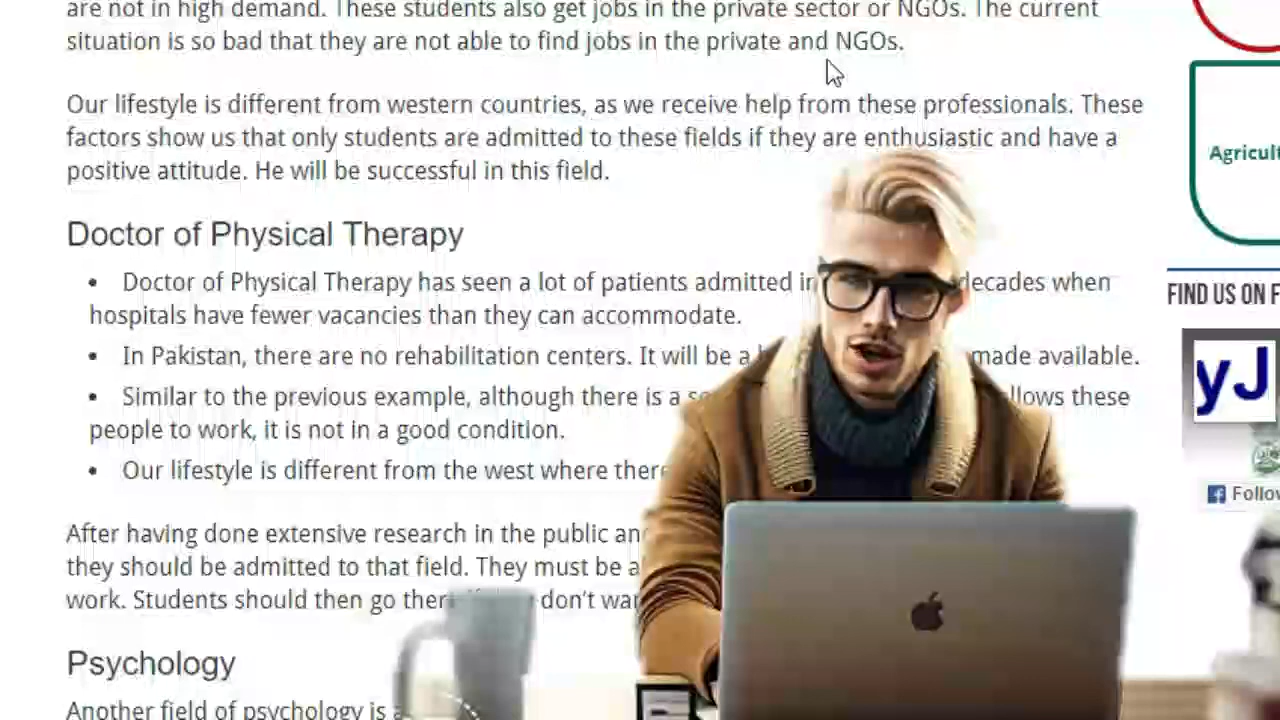 are not in high demand. These students also get jobs in the private sector or NGOs. The current
situation is so bad that they are not able to find jobs in the private and NGOs.
Our lifestyle is different from western countries, as we receive help from these professionals. These
factors show us that only students are admitted to these fields if they are enthusiastic and have a
positive attitude. He will be successful in this field.
Doctor of Physical Therapy
Doctor of Physical Therapy has seen a lot of patients admitted in decades when
hospitals have fewer vacancies than they can accommodate.
In Pakistan, there are no rehabilitation centers. It will be a made available.
Similar to the previous example, although there is a these
people to work, it is not in a good condition.
Our lifestyle is different from the west where
After having done extensive research in the public
they should be admitted to that field. They must be a
work. Students should then go don't
Psychology
Another field of psychology is
FIND US ON
yJ